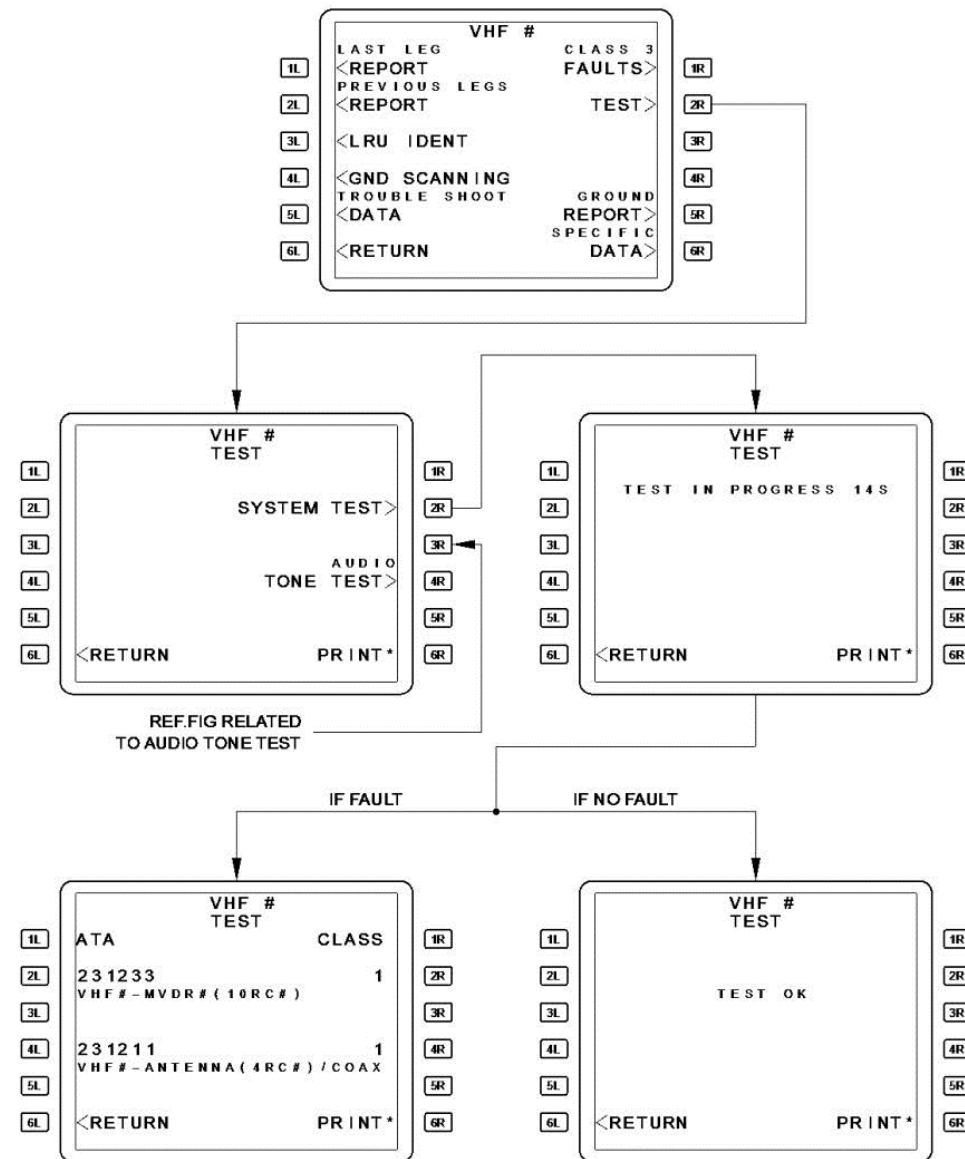 VHF #
LAST LEG CLASS 3
1L <REPORT FAULTS> 1R
PREVIOUS LEGS
2L <REPORT TEST> 2R
3L <LRU IDENT 3R
4L <GND SCANNING 4R
TROUBLE SHOOT GROUND
5L <DATA REPORT> 5R
SPECIFIC
6L <RETURN DATA> 6R
VHF #
TEST
1L 1R
2L SYSTEM TEST> 2R
3L 3R
AUDIO
4L TONE TEST> 4R
5L 5R
6L <RETURN PRINT* 6R
VHF #
TEST
1L 1R
TEST IN PROGRESS 14S
2L 2R
3L 3R
4L 4R
5L 5R
6L <RETURN PRINT* 6R
REF.FIG RELATED
TO AUDIO TONE TEST
IF FAULT
IF NO FAULT
VHF #
TEST
1L ATA CLASS 1R
2L 231233 1 2R
VHF#-MVDR#(10RC#)
3L 3R
4L 231211 1 4R
VHF#-ANTENNA(4RC#)/COAX
5L 5R
6L <RETURN PRINT* 6R
VHF #
TEST
1L 1R
2L 2R
TEST OK
3L 3R
4L 4R
5L 5R
6L <RETURN PRINT* 6R